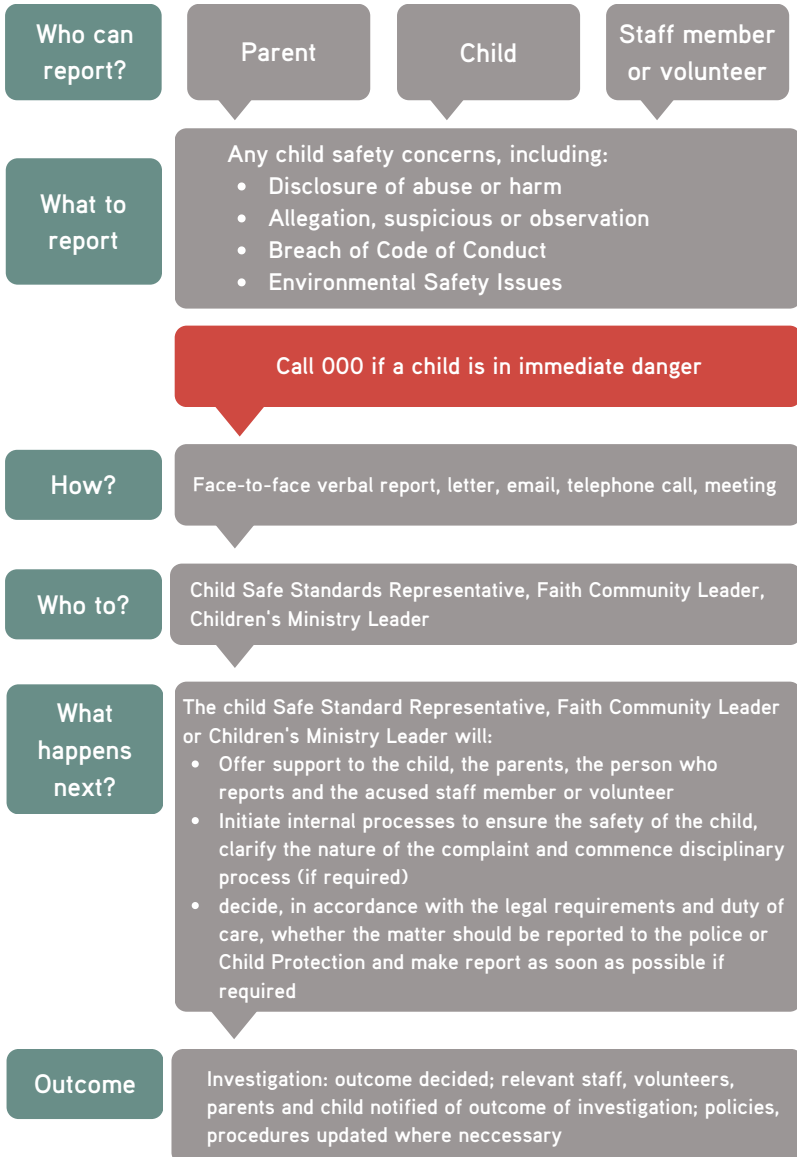 Who can
report?
Parent
Child
Staff member
or volunteer
What to
report
Any child safety concerns, including:
• Disclosure of abuse or harm
• Allegation, suspicious or observation
• Breach of Code of Conduct
• Environmental Safety Issues
Call 000 if a child is in immediate danger
How?
Face-to-face verbal report, letter, email, telephone call, meeting
Who to?
Child Safe Standards Representative, Faith Community Leader,
Children's Ministry Leader
What
happens
next?
The child Safe Standard Representative, Faith Community Leader
or Children's Ministry Leader will:
• Offer support to the child, the parents, the person who
reports and the acused staff member or volunteer
• Initiate internal processes to ensure the safety of the child,
clarify the nature of the complaint and commence disciplinary
process (if required)
• decide, in accordance with the legal requirements and duty of
care, whether the matter should be reported to the police or
Child Protection and make report as soon as possible if
required
Outcome
Investigation: outcome decided; relevant staff, volunteers,
parents and child notified of outcome of investigation; policies,
procedures updated where neccessary